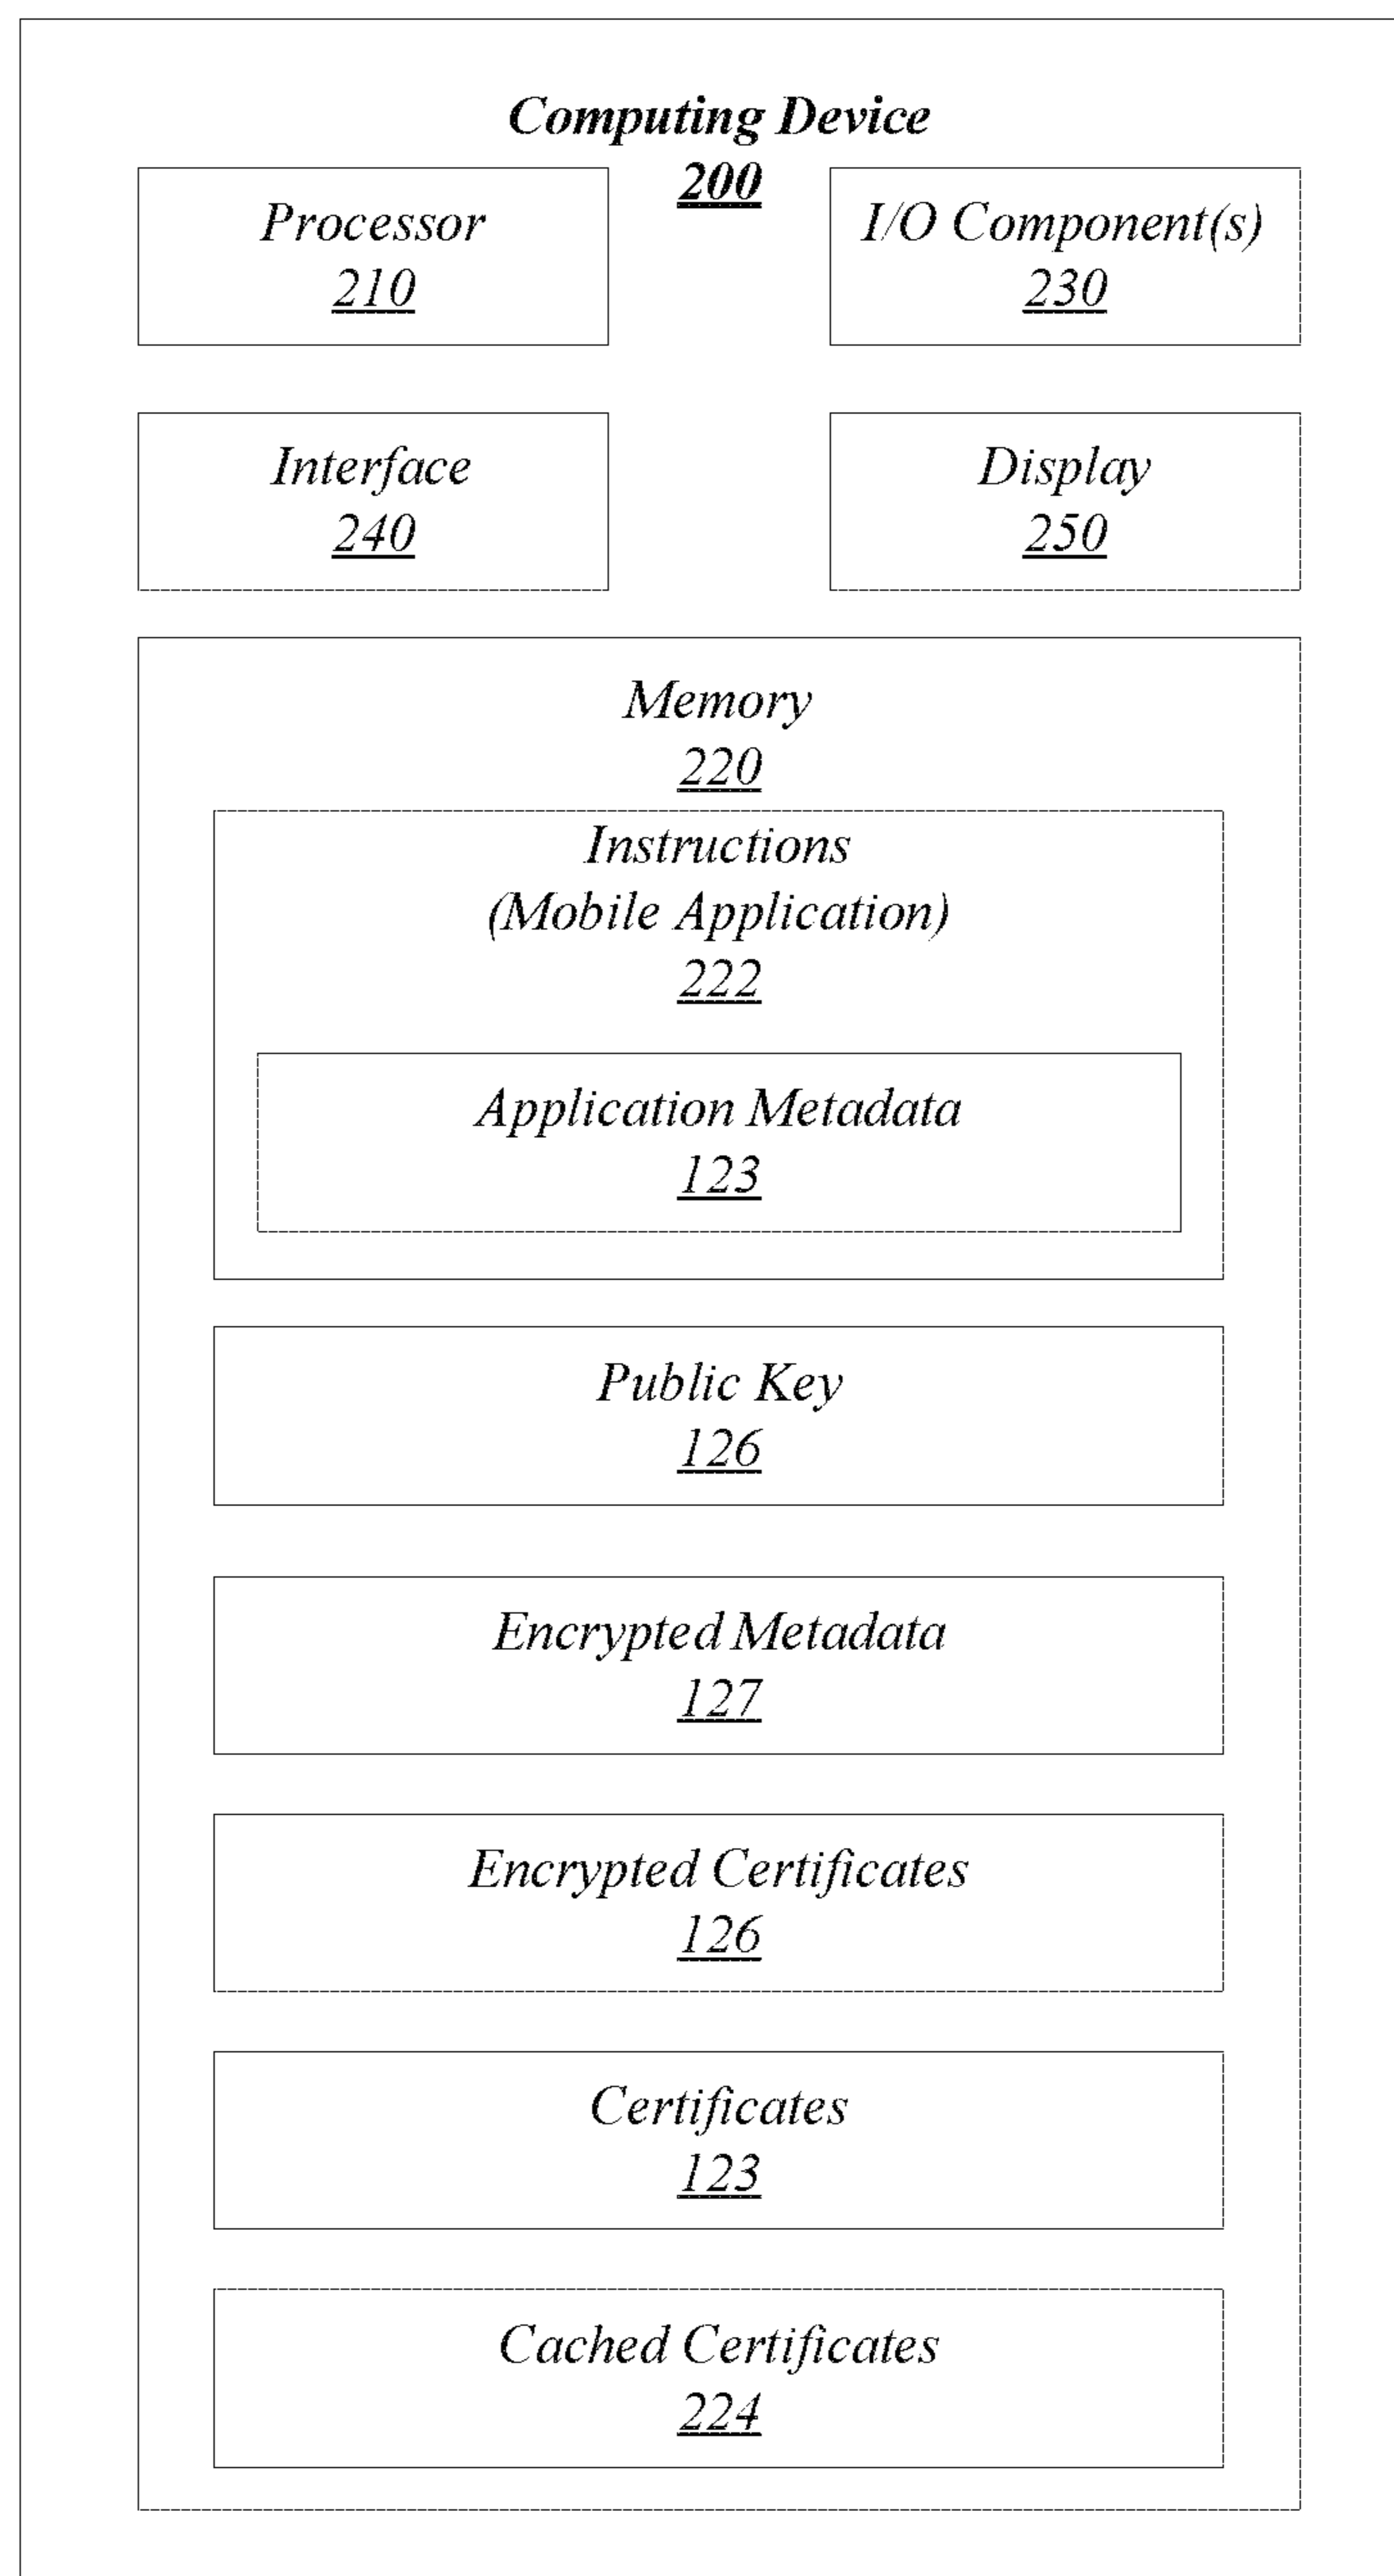 Computing Device
200
Processor
210
I/O Component(s)
230
Interface
240
Display
250
Memory
220
Instructions
(Mobile Application)
222
Application Metadata
123
Public Key
126
Encrypted Metadata
127
Encrypted Certificates
126
Certificates
123
Cached Certificates
224